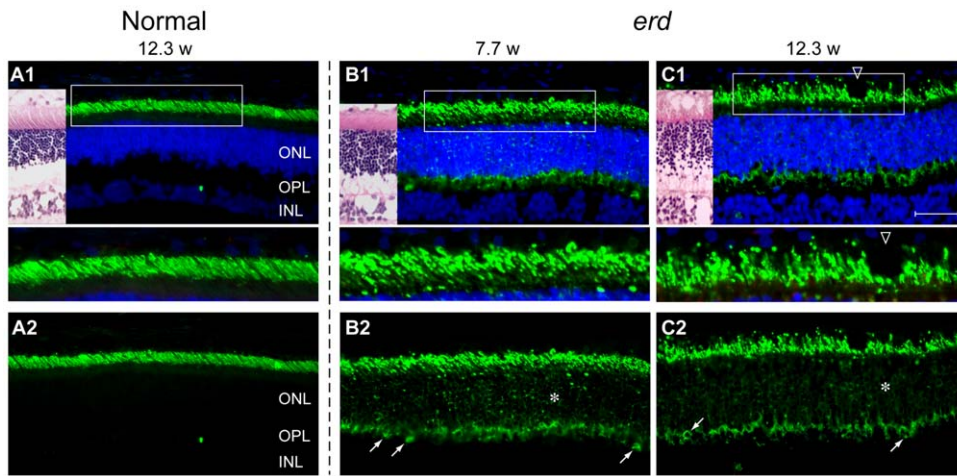 Normal
erd
12.3 w
7.7 w
12.3 w
A1
B1
C1
ONL
OPL
INL
A2
B2
C2
ONL
OPL
INL
*
*